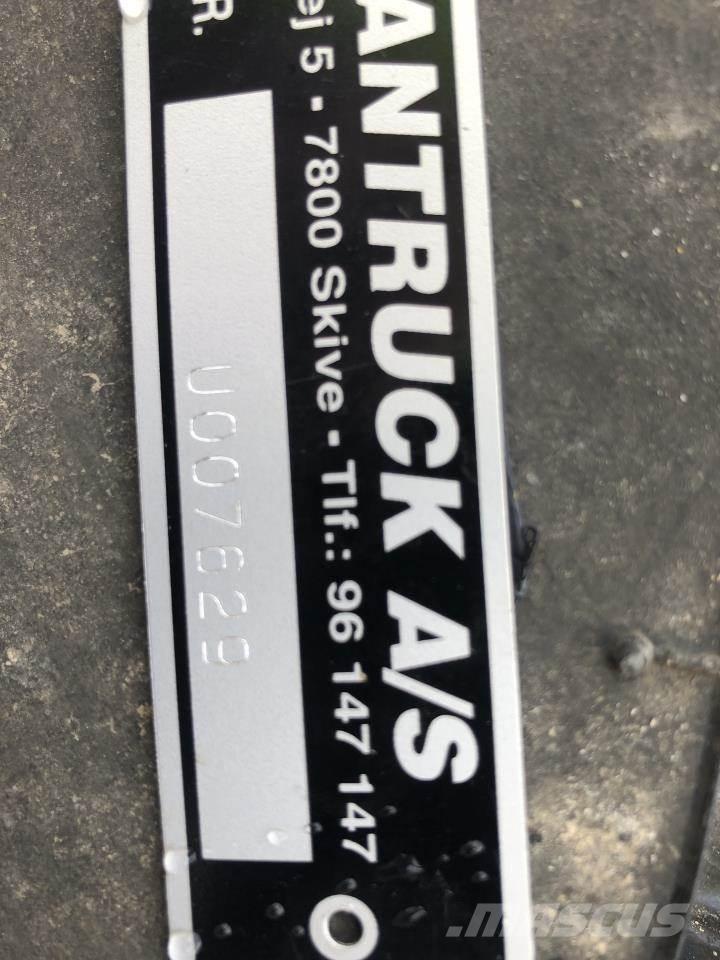 ANTRUCK A/S
ej 5 - 7800 Skive - Tlf.: 96 147 147
R.
U007629
MASCUS